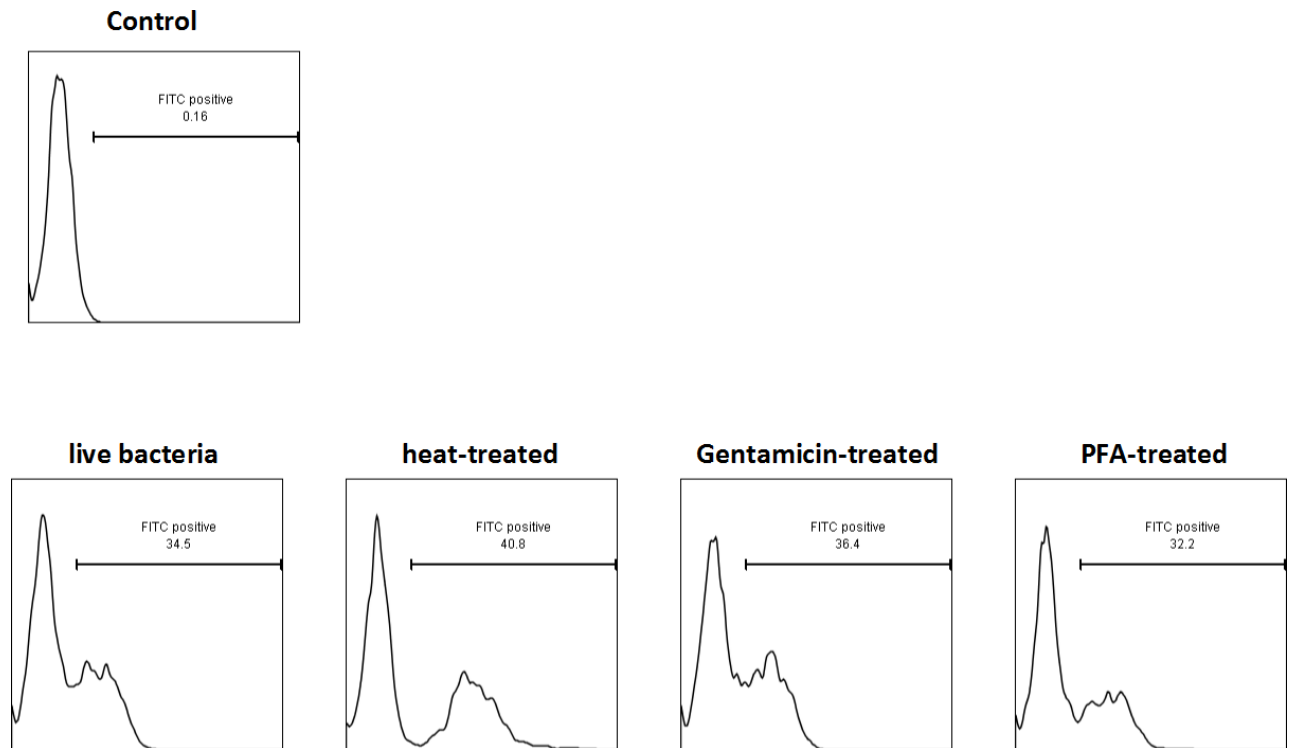 Control
FITC positive
0.16
live bacteria
FITC positive
34.5
heat-treated
FITC positive
40.8
Gentamicin-treated
FITC positive
36.4
PFA-treated
FITC positive
32.2